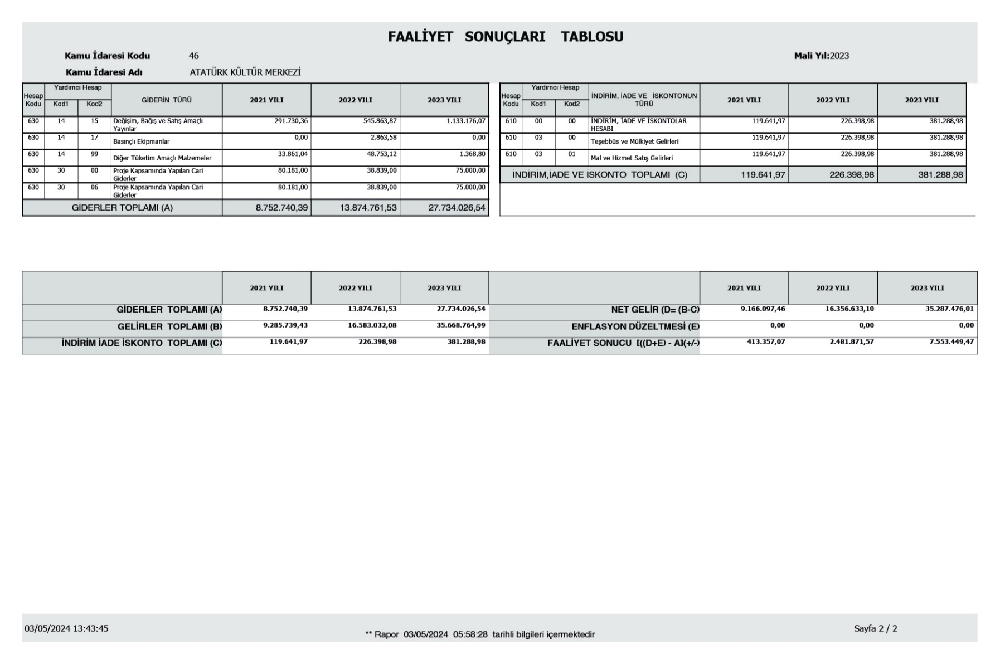 FAALİYET SONUÇLARI TABLOSU
Kamu İdaresi Kodu 46 Mali Yıl:2023
Kamu İdaresi Adı ATATÜRK KÜLTÜR MERKEZİ
Hesap Kodu Yardımcı Hesap Kod1 Kod2 GİDERİN TÜRÜ 2021 YILI 2022 YILI 2023 YILI
630 14 15 Değişim, Bağış ve Satış Amaçlı Yayınlar 291.730,36 545.863,87 1.133.176,07
630 14 17 Basınçlı Ekipmanlar 0,00 2.863,58 0,00
630 14 99 Diğer Tüketim Amaçlı Malzemeler 33.861,04 48.753,12 1.368,80
630 30 00 Proje Kapsamında Yapılan Cari Giderler 80.181,00 38.839,00 75.000,00
630 30 06 Proje Kapsamında Yapılan Cari Giderler 80.181,00 38.839,00 75.000,00
GİDERLER TOPLAMI (A) 8.752.740,39 13.874.761,53 27.734.026,54
Hesap Kodu Yardımcı Hesap Kod1 Kod2 İNDİRİM, İADE VE İSKONTONUN TÜRÜ 2021 YILI 2022 YILI 2023 YILI
610 00 00 İNDİRİM, İADE VE İSKONTOLAR HESABI 119.641,97 226.398,98 381.288,98
610 03 00 Teşebbüs ve Mülkiyet Gelirleri 119.641,97 226.398,98 381.288,98
610 03 01 Mal ve Hizmet Satış Gelirleri 119.641,97 226.398,98 381.288,98
İNDİRİM,İADE VE İSKONTO TOPLAMI (C) 119.641,97 226.398,98 381.288,98
2021 YILI 2022 YILI 2023 YILI
GİDERLER TOPLAMI (A) 8.752.740,39 13.874.761,53 27.734.026,54
GELİRLER TOPLAMI (B) 9.285.739,43 16.583.032,08 35.668.764,99
İNDİRİM İADE İSKONTO TOPLAMI (C) 119.641,97 226.398,98 381.288,98
2021 YILI 2022 YILI 2023 YILI
NET GELİR (D= (B-C) 9.166.097,46 16.356.633,10 35.287.476,01
ENFLASYON DÜZELTMESİ (E) 0,00 0,00 0,00
FAALİYET SONUCU [((D+E) - A](+/-) 413.357,07 2.481.871,57 7.553.449,47
03/05/2024 13:43:45
** Rapor 03/05/2024 05:58:28 tarihli bilgileri içermektedir
Sayfa 2 / 2